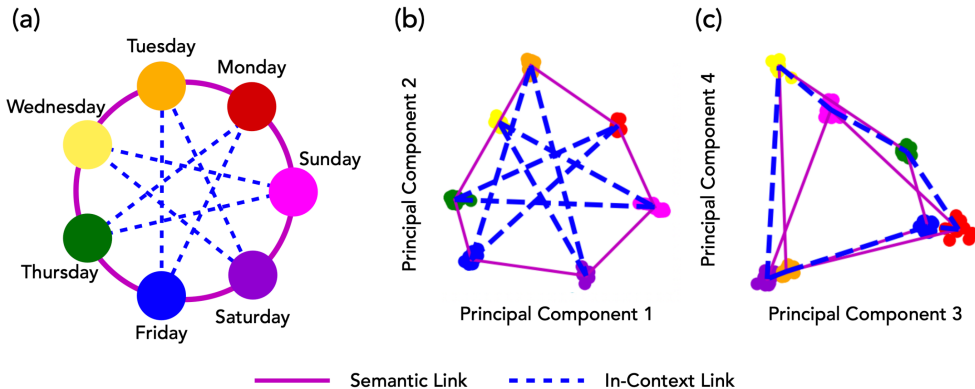 (a)
Tuesday
Monday
Wednesday
Sunday
Thursday
Friday
Saturday
(b)
Principal Component 2
Principal Component 1
(c)
Principal Component 4
Principal Component 3
Semantic Link
In-Context Link